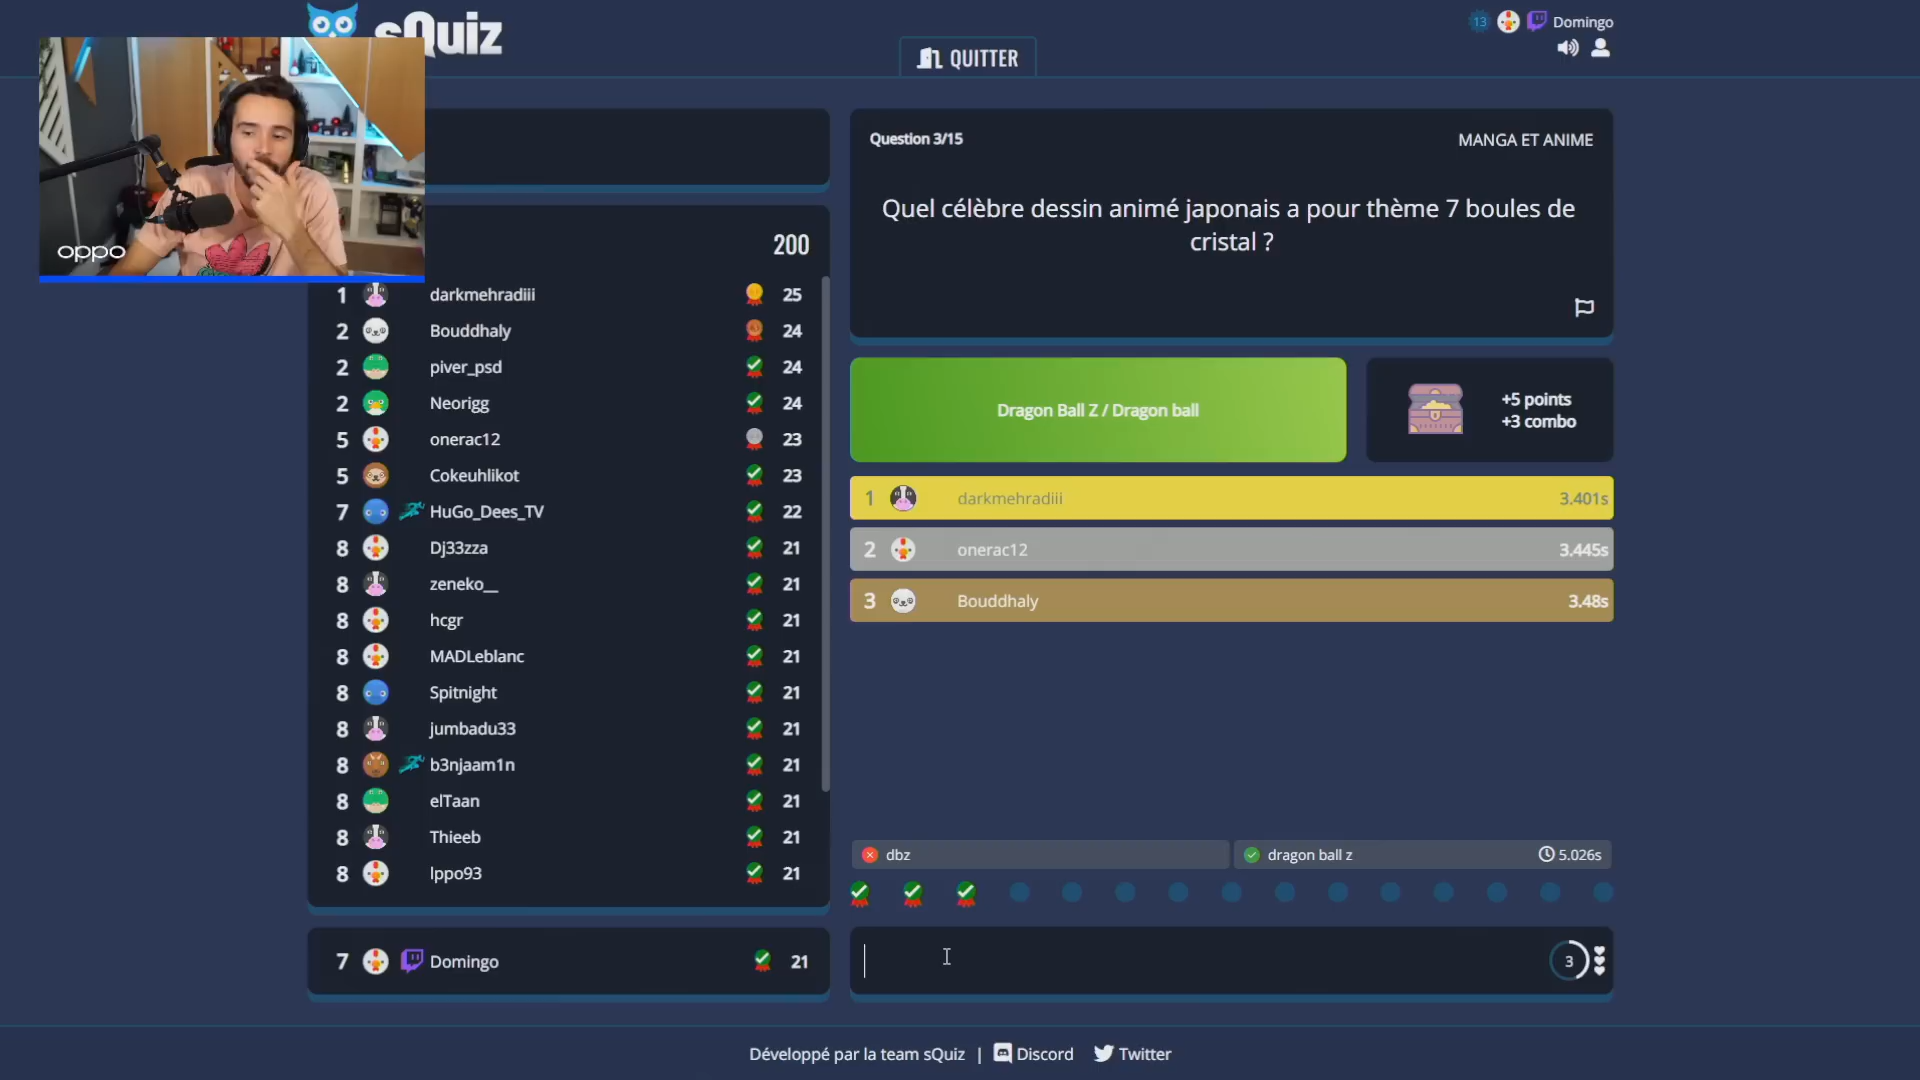 sQuiz
QUITTER
13
Domingo
oppo
200
1 darkmehradiii 25
2 Bouddhaly 24
2 piver_psd 24
2 Neorigg 24
5 onerac12 23
5 Cokeuhlikot 23
7 HuGo_Dees_TV 22
8 Dj33zza 21
8 zeneko__ 21
8 hcgr 21
8 MADLeblanc 21
8 Spitnight 21
8 jumbadu33 21
8 b3njaam1n 21
8 elTaan 21
8 Thieeb 21
8 Ippo93 21
7 Domingo 21
Question 3/15
MANGA ET ANIME
Quel célèbre dessin animé japonais a pour thème 7 boules de
cristal ?
Dragon Ball Z / Dragon ball
+5 points
+3 combo
1 darkmehradiii 3.401s
2 onerac12 3.445s
3 Bouddhaly 3.48s
dbz
dragon ball z 5.026s
3
Développé par la team sQuiz | Discord Twitter